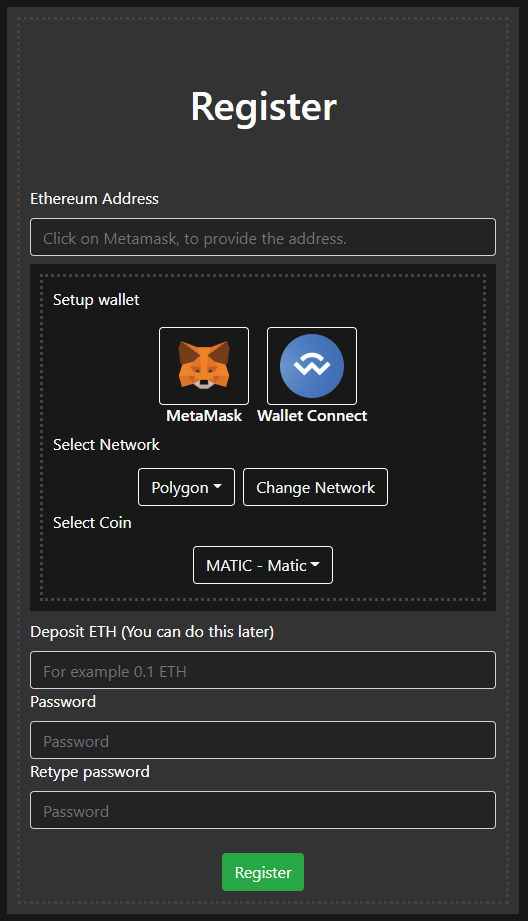 Register
Ethereum Address
Click on Metamask, to provide the address.
Setup wallet
MetaMask Wallet Connect
Select Network
Polygon Change Network
Select Coin
MATIC - Matic
Deposit ETH (You can do this later)
For example 0.1 ETH
Password
Password
Retype password
Password
Register